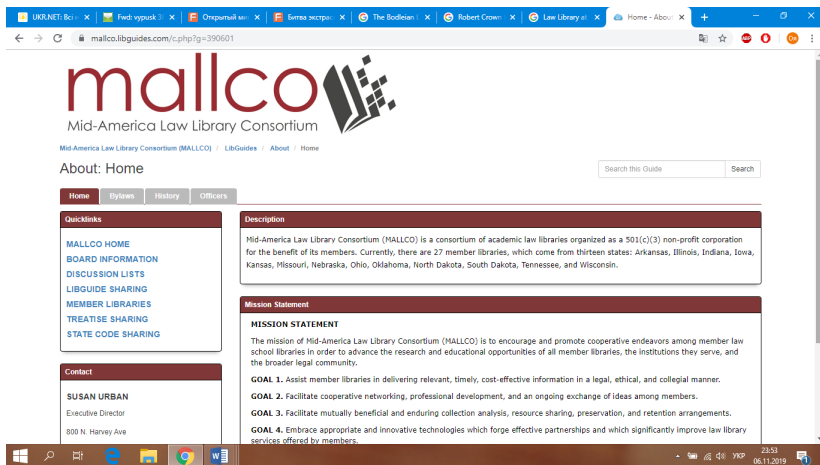 UKR.NET: Всі н
Fwd: vypusk 3
Открытый ми
Битва экстрас
The Bodleian L
Robert Crown
Law Library at
Home - About
mallco.libguides.com/c.php?g=390601
ABP
mallco
Mid-America Law Library Consortium
Mid-America Law Library Consortium (MALLCO) / LibGuides / About / Home
About: Home
Search this Guide Search
Home Bylaws History Officers
Quicklinks
MALLCO HOME
BOARD INFORMATION
DISCUSSION LISTS
LIBGUIDE SHARING
MEMBER LIBRARIES
TREATISE SHARING
STATE CODE SHARING
Contact
SUSAN URBAN
Executive Director
800 N. Harvey Ave
Description
Mid-America Law Library Consortium (MALLCO) is a consortium of academic law libraries organized as a 501(c)(3) non-profit corporation
for the benefit of its members. Currently, there are 27 member libraries, which come from thirteen states: Arkansas, Illinois, Indiana, Iowa,
Kansas, Missouri, Nebraska, Ohio, Oklahoma, North Dakota, South Dakota, Tennessee, and Wisconsin.
Mission Statement
MISSION STATEMENT
The mission of Mid-America Law Library Consortium (MALLCO) is to encourage and promote cooperative endeavors among member law
school libraries in order to advance the research and educational opportunities of all member libraries, the institutions they serve, and
the broader legal community.
GOAL 1. Assist member libraries in delivering relevant, timely, cost-effective information in a legal, ethical, and collegial manner.
GOAL 2. Facilitate cooperative networking, professional development, and an ongoing exchange of ideas among members.
GOAL 3. Facilitate mutually beneficial and enduring collection analysis, resource sharing, preservation, and retention arrangements.
GOAL 4. Embrace appropriate and innovative technologies which forge effective partnerships and which significantly improve law library
services offered by members.
УКР
23:53
06.11.2019